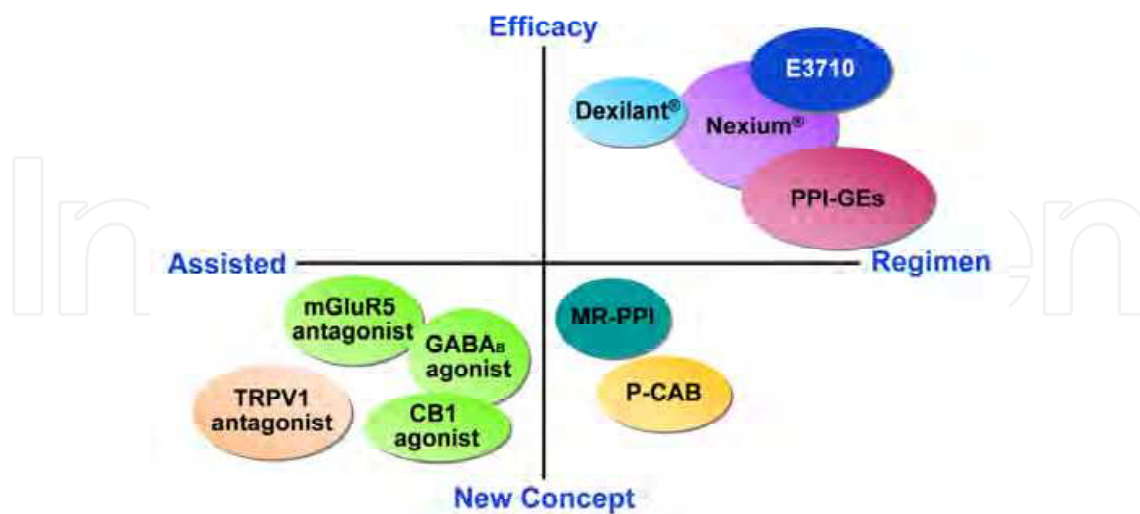 Efficacy
E3710
Dexilant®
Nexium®
PPI-GEs
Assisted
Regimen
mGluR5
antagonist
GABAB
agonist
MR-PPI
TRPV1
antagonist
CB1
agonist
P-CAB
New Concept